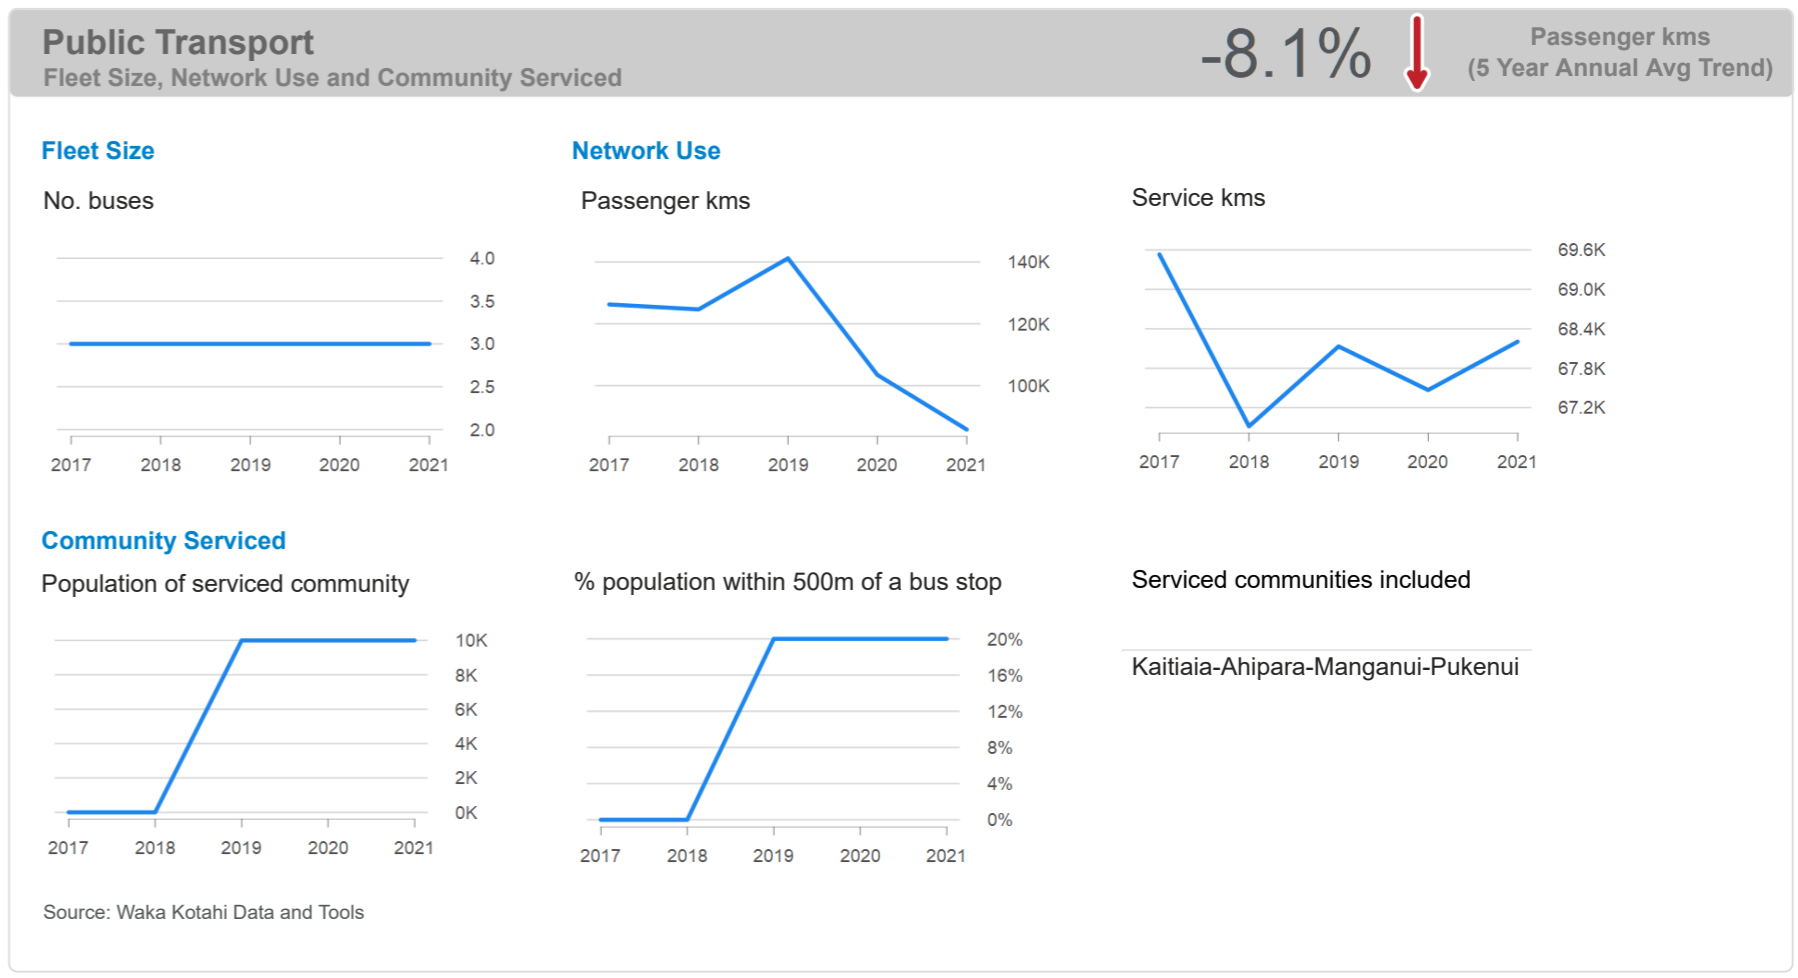 Public Transport
Fleet Size, Network Use and Community Serviced
-8.1%
Passenger kms
(5 Year Annual Avg Trend)
Fleet Size
No. buses
4.0
3.5
3.0
2.5
2.0
2017 2018 2019 2020 2021
Network Use
Passenger kms
140K
120K
100K
2017 2018 2019 2020 2021
Service kms
69.6K
69.0K
68.4K
67.8K
67.2K
2017 2018 2019 2020 2021
Community Serviced
Population of serviced community
10K
8K
6K
4K
2K
0K
2017 2018 2019 2020 2021
% population within 500m of a bus stop
20%
16%
12%
8%
4%
0%
2017 2018 2019 2020 2021
Serviced communities included
Kaitiaia-Ahipara-Manganui-Pukenui
Source: Waka Kotahi Data and Tools